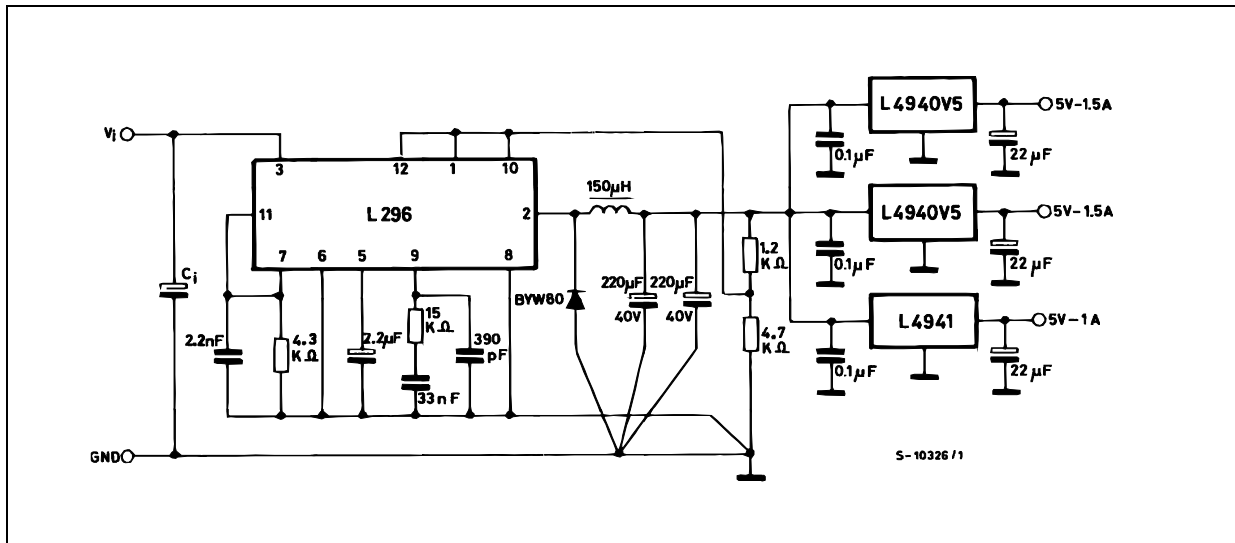 Vi
Ci
GND
3
12
1
10
11
L296
2
7
6
5
9
8
2.2nF
4.3
KΩ
2.2µF
15
KΩ
33nF
390
pF
BYW80
150µH
220µF
40V
220µF
40V
1.2
KΩ
4.7
KΩ
0.1µF
L4940V5
22µF
5V-1.5A
0.1µF
L4940V5
22µF
5V-1.5A
0.1µF
L4941
22µF
5V-1A
S-10326/1